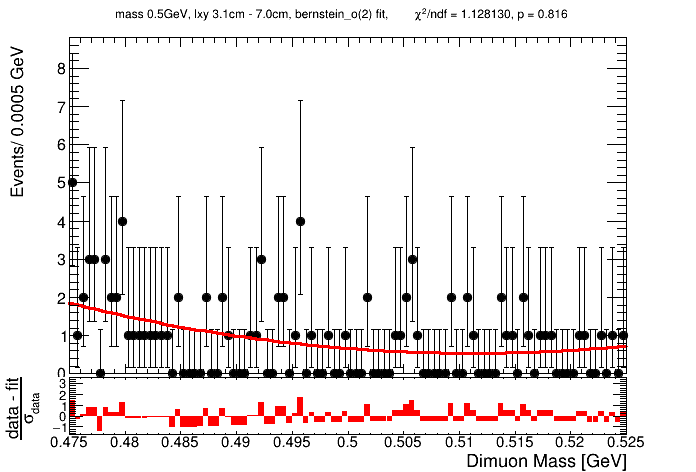 mass 0.5GeV, lxy 3.1cm - 7.0cm, bernstein_o(2) fit, χ²/ndf = 1.128130, p = 0.816
Events/ 0.0005 GeV
8
7
6
5
4
3
2
1
0
data - fit
σdata
3
2
1
0
−1
0.475 0.48 0.485 0.49 0.495 0.5 0.505 0.51 0.515 0.52 0.525
Dimuon Mass [GeV]